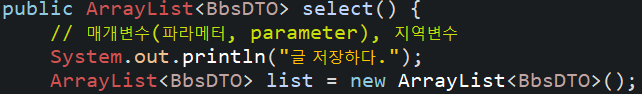 public ArrayList<BbsDTO> select() {
// 매개변수(파라메터, parameter), 지역변수
System.out.println("글 저장하다.");
ArrayList<BbsDTO> list = new ArrayList<BbsDTO>();